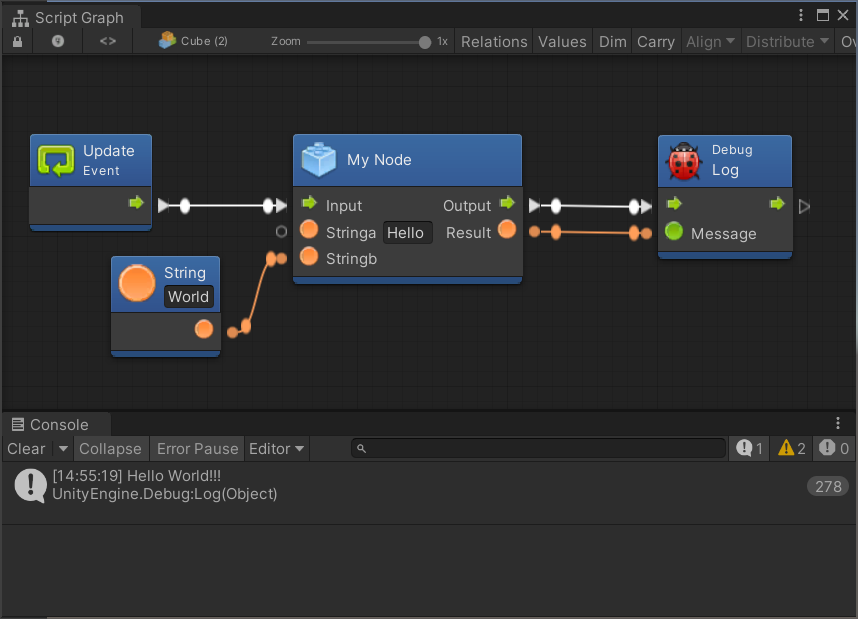 Script Graph
<> Cube (2) Zoom 1x Relations Values Dim Carry Align Distribute Ov
Update
Event
My Node
Debug
Log
Input Output
Stringa Hello Result
Stringb
Message
String
World
Console
Clear Collapse Error Pause Editor 1 2 0
[14:55:19] Hello World!!!
UnityEngine.Debug:Log(Object)
278